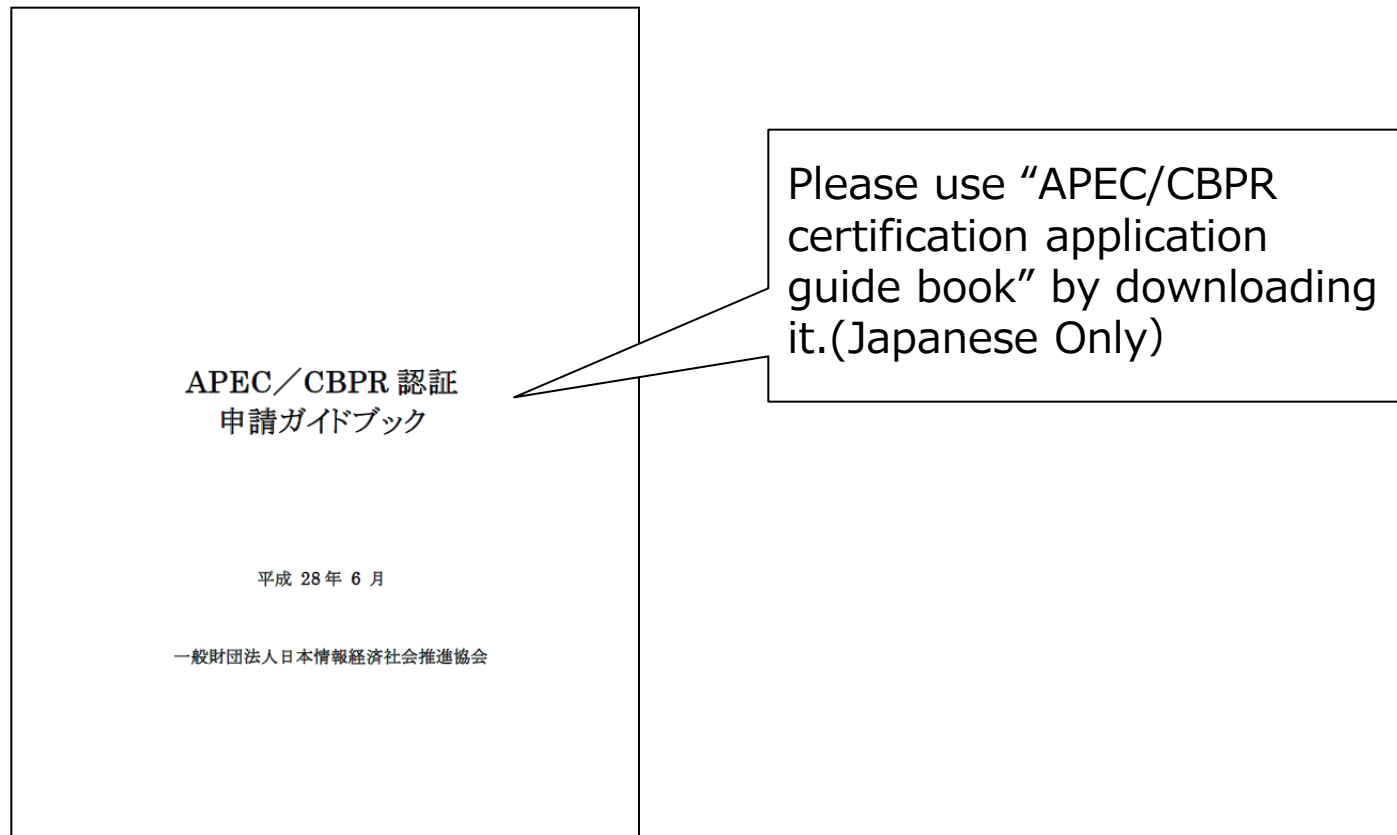 APEC／CBPR 認証
申請ガイドブック
平成 28 年 6 月
一般財団法人日本情報経済社会推進協会
Please use “APEC/CBPR
certification application
guide book” by downloading
it.(Japanese Only）